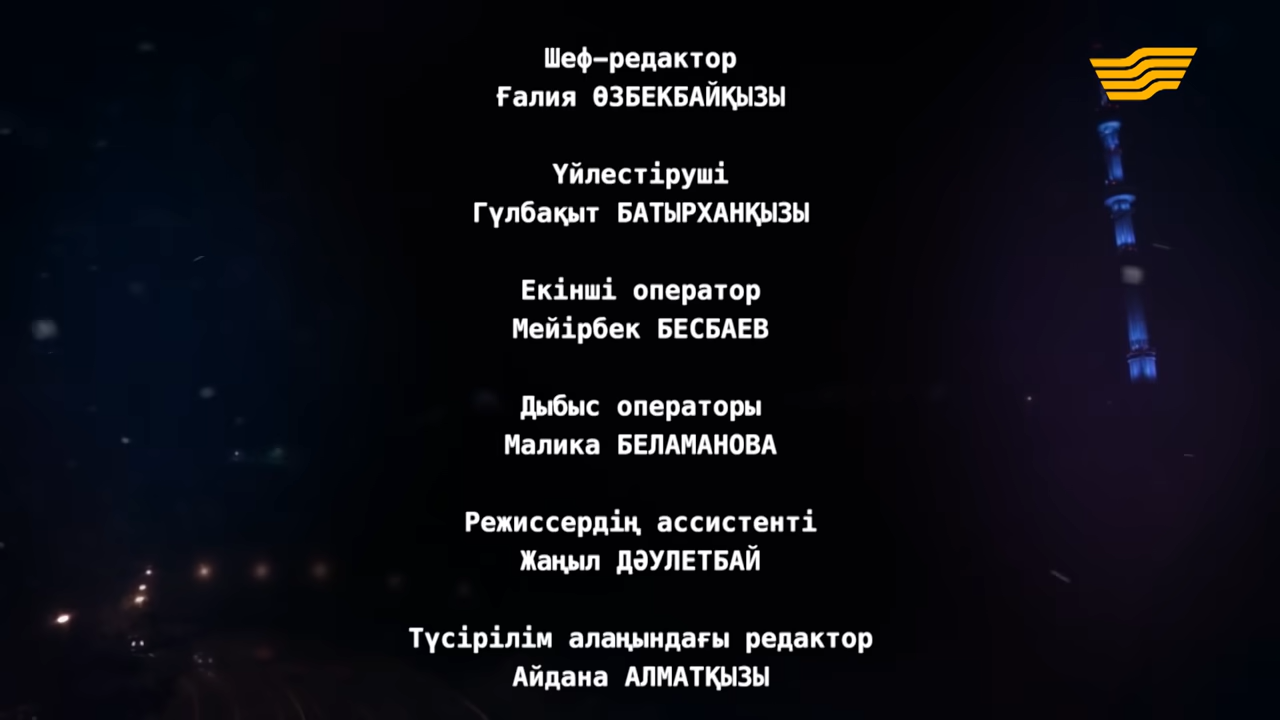 Шеф-редактор
Ғалия ӨЗБЕКБАЙҚЫЗЫ
Үйлестіруші
Гүлбақыт БАТЫРХАНҚЫЗЫ
Екінші оператор
Мейірбек БЕСБАЕВ
Дыбыс операторы
Малика БЕЛАМАНОВА
Режиссердің ассистенті
Жаңыл ДӘУЛЕТБАЙ
Түсірілім алаңындағы редактор
Айдана АЛМАТҚЫЗЫ